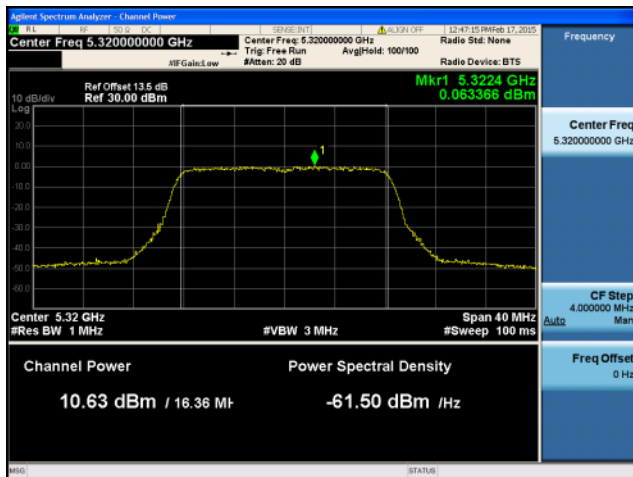 Agilent Spectrum Analyzer - Channel Power
RL RF 50 Ω DC SENSE:INT ALIGN OFF 12:47:15 PM Feb 17, 2015
Center Freq 5.320000000 GHz
Center Freq: 5.320000000 GHz
Radio Std: None
Trig: Free Run Avg|Hold: 100/100
#IFGain:Low #Atten: 20 dB Radio Device: BTS
Ref Offset 13.5 dB
Ref 30.00 dBm
10 dB/div
Log
Mkr1 5.3224 GHz
0.063366 dBm
20.0
10.0
0.00
-10.0
-20.0
-30.0
-40.0
-50.0
-60.0
1
Center 5.32 GHz Span 40 MHz
#Res BW 1 MHz #VBW 3 MHz #Sweep 100 ms
Channel Power Power Spectral Density
10.63 dBm / 16.36 MH -61.50 dBm /Hz
MSG STATUS
Frequency
Center Freq
5.320000000 GHz
CF Step
4.000000 MHz
Auto Man
Freq Offset
0 Hz